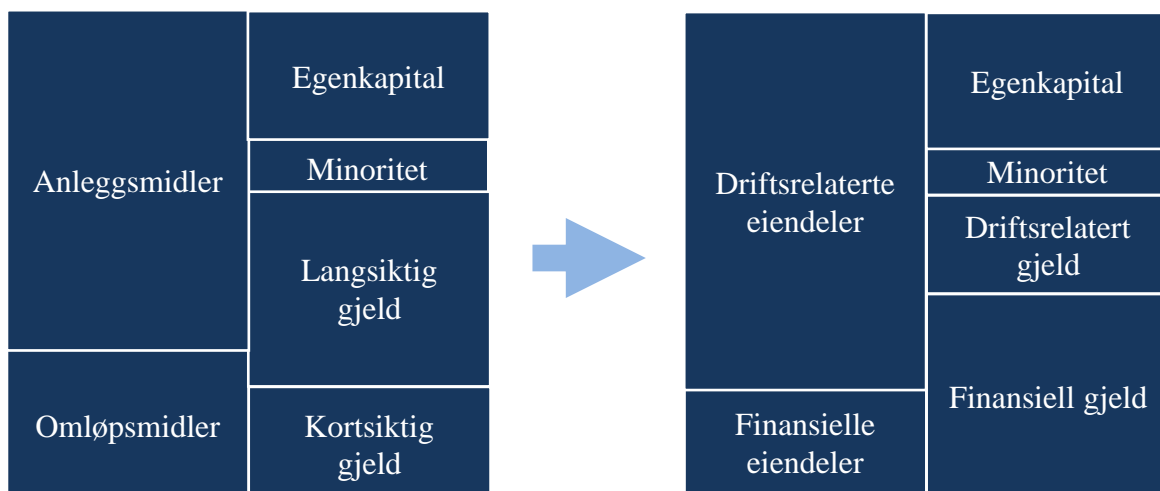 Anleggsmidler
Omløpsmidler
Egenkapital
Minoritet
Langsiktig
gjeld
Kortsiktig
gjeld
Driftsrelaterte
eiendeler
Finansielle
eiendeler
Egenkapital
Minoritet
Driftsrelatert
gjeld
Finansiell gjeld